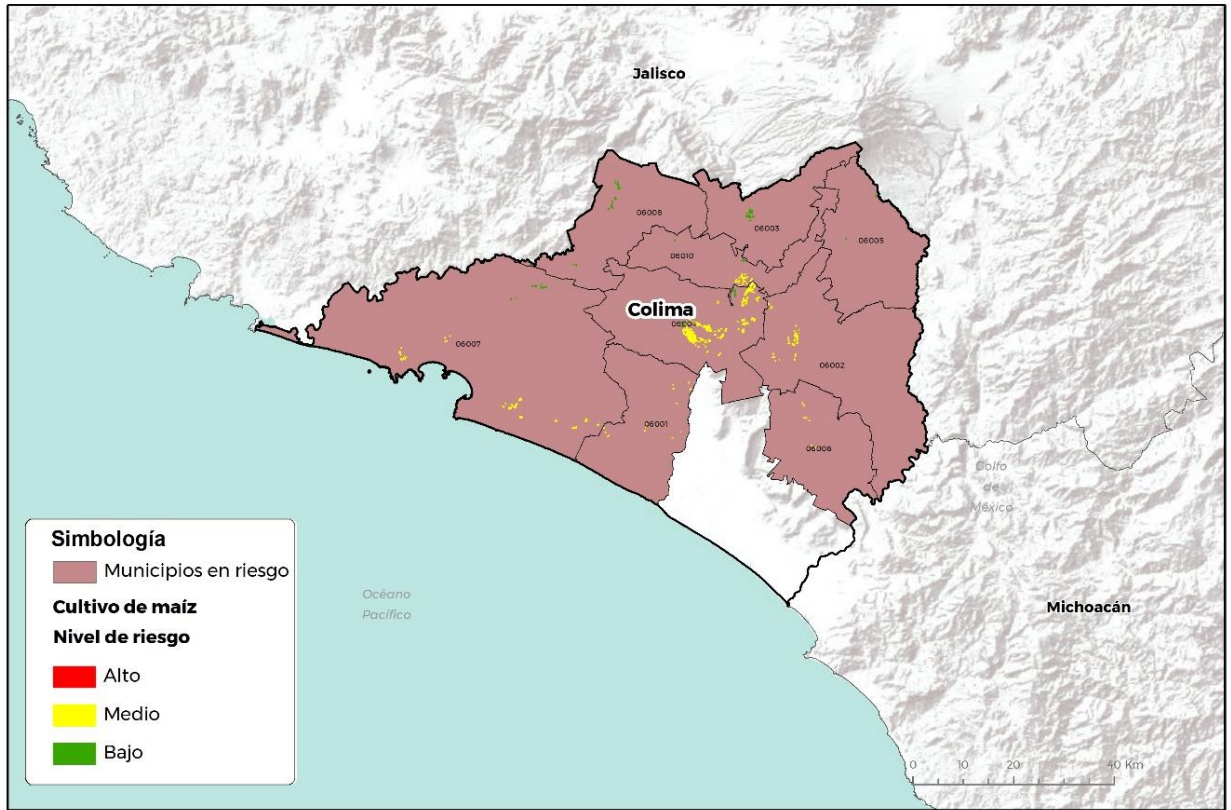 Jalisco
06008
06003
06005
06010
Colima
0600
06007
06002
06001
06006
Golfo
de
México
Simbología
Municipios en riesgo
Cultivo de maíz
Nivel de riesgo
Alto
Medio
Bajo
Océano
Pacífico
Michoacán
0 10 20 40 Km